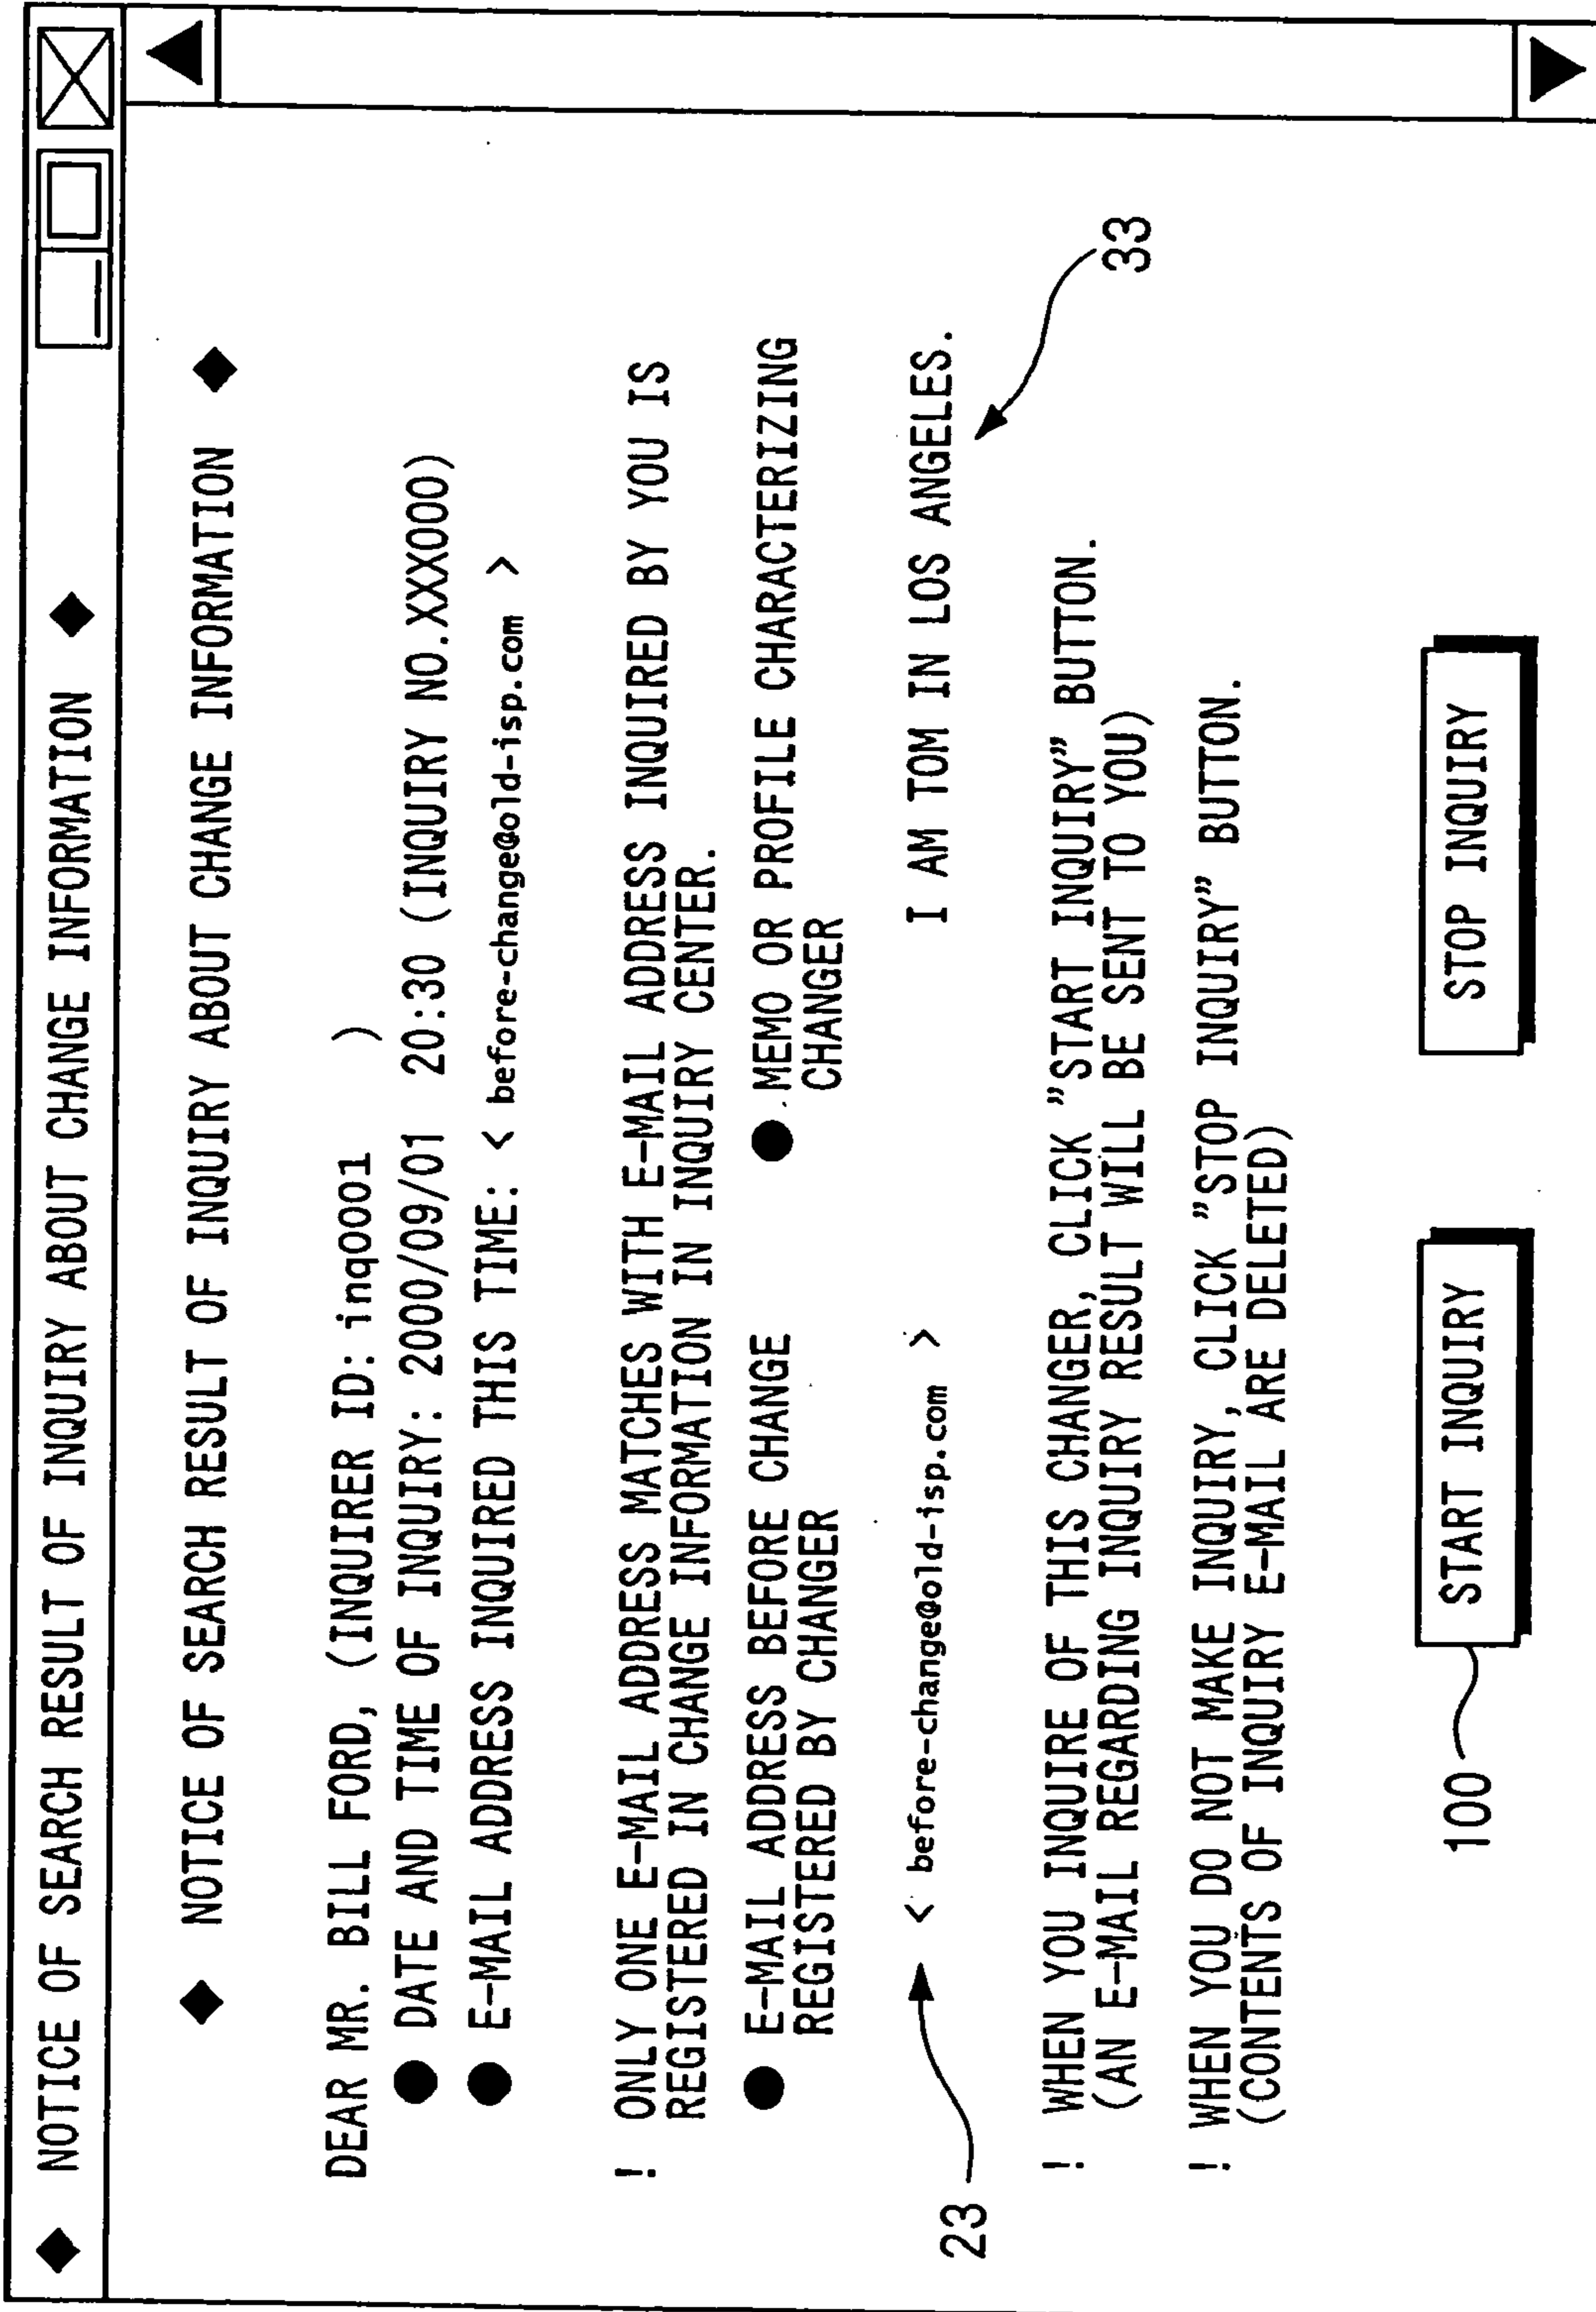 ◆ NOTICE OF SEARCH RESULT OF INQUIRY ABOUT CHANGE INFORMATION ◆
◆ NOTICE OF SEARCH RESULT OF INQUIRY ABOUT CHANGE INFORMATION ◆
DEAR MR. BILL FORD, (INQUIRER ID: inq0001 )
● DATE AND TIME OF INQUIRY: 2000/09/01 20:30 (INQUIRY NO.XXX000)
● E-MAIL ADDRESS INQUIRED THIS TIME: < before-change@old-isp.com >
! ONLY ONE E-MAIL ADDRESS MATCHES WITH E-MAIL ADDRESS INQUIRED BY YOU IS
REGISTERED IN CHANGE INFORMATION IN INQUIRY CENTER.
● E-MAIL ADDRESS BEFORE CHANGE
REGISTERED BY CHANGER
● MEMO OR PROFILE CHARACTERIZING
CHANGER
< before-change@old-isp.com >
I AM TOM IN LOS ANGELES.
23
33
! WHEN YOU INQUIRE OF THIS CHANGER, CLICK "START INQUIRY" BUTTON.
(AN E-MAIL REGARDING INQUIRY RESULT WILL BE SENT TO YOU)
! WHEN YOU DO NOT MAKE INQUIRY, CLICK "STOP INQUIRY" BUTTON.
(CONTENTS OF INQUIRY E-MAIL ARE DELETED)
100
START INQUIRY
STOP INQUIRY